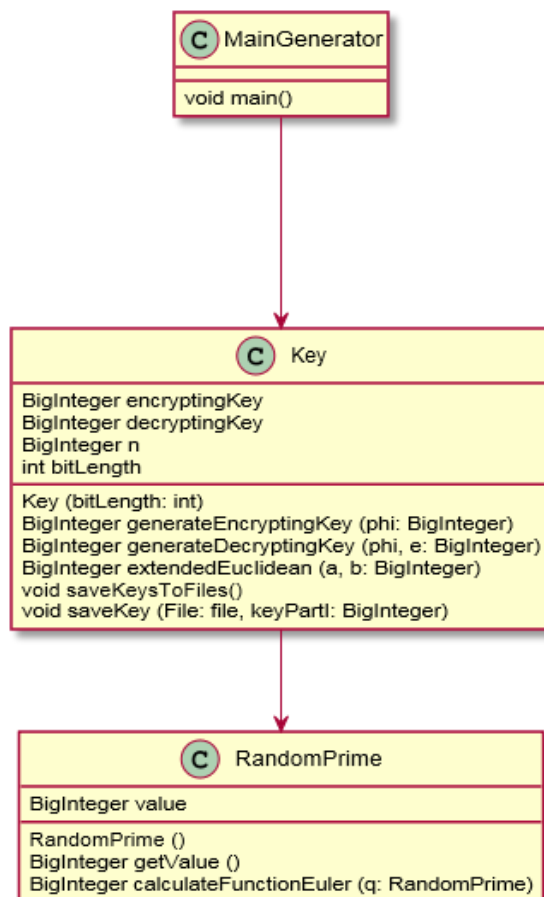 C MainGenerator
void main()
C Key
BigInteger encryptingKey
BigInteger decryptingKey
BigInteger n
int bitLength
Key (bitLength: int)
BigInteger generateEncryptingKey (phi: BigInteger)
BigInteger generateDecryptingKey (phi, e: BigInteger)
BigInteger extendedEuclidean (a, b: BigInteger)
void saveKeysToFiles()
void saveKey (File: file, keyPartI: BigInteger)
C RandomPrime
BigInteger value
RandomPrime ()
BigInteger getValue ()
BigInteger calculateFunctionEuler (q: RandomPrime)